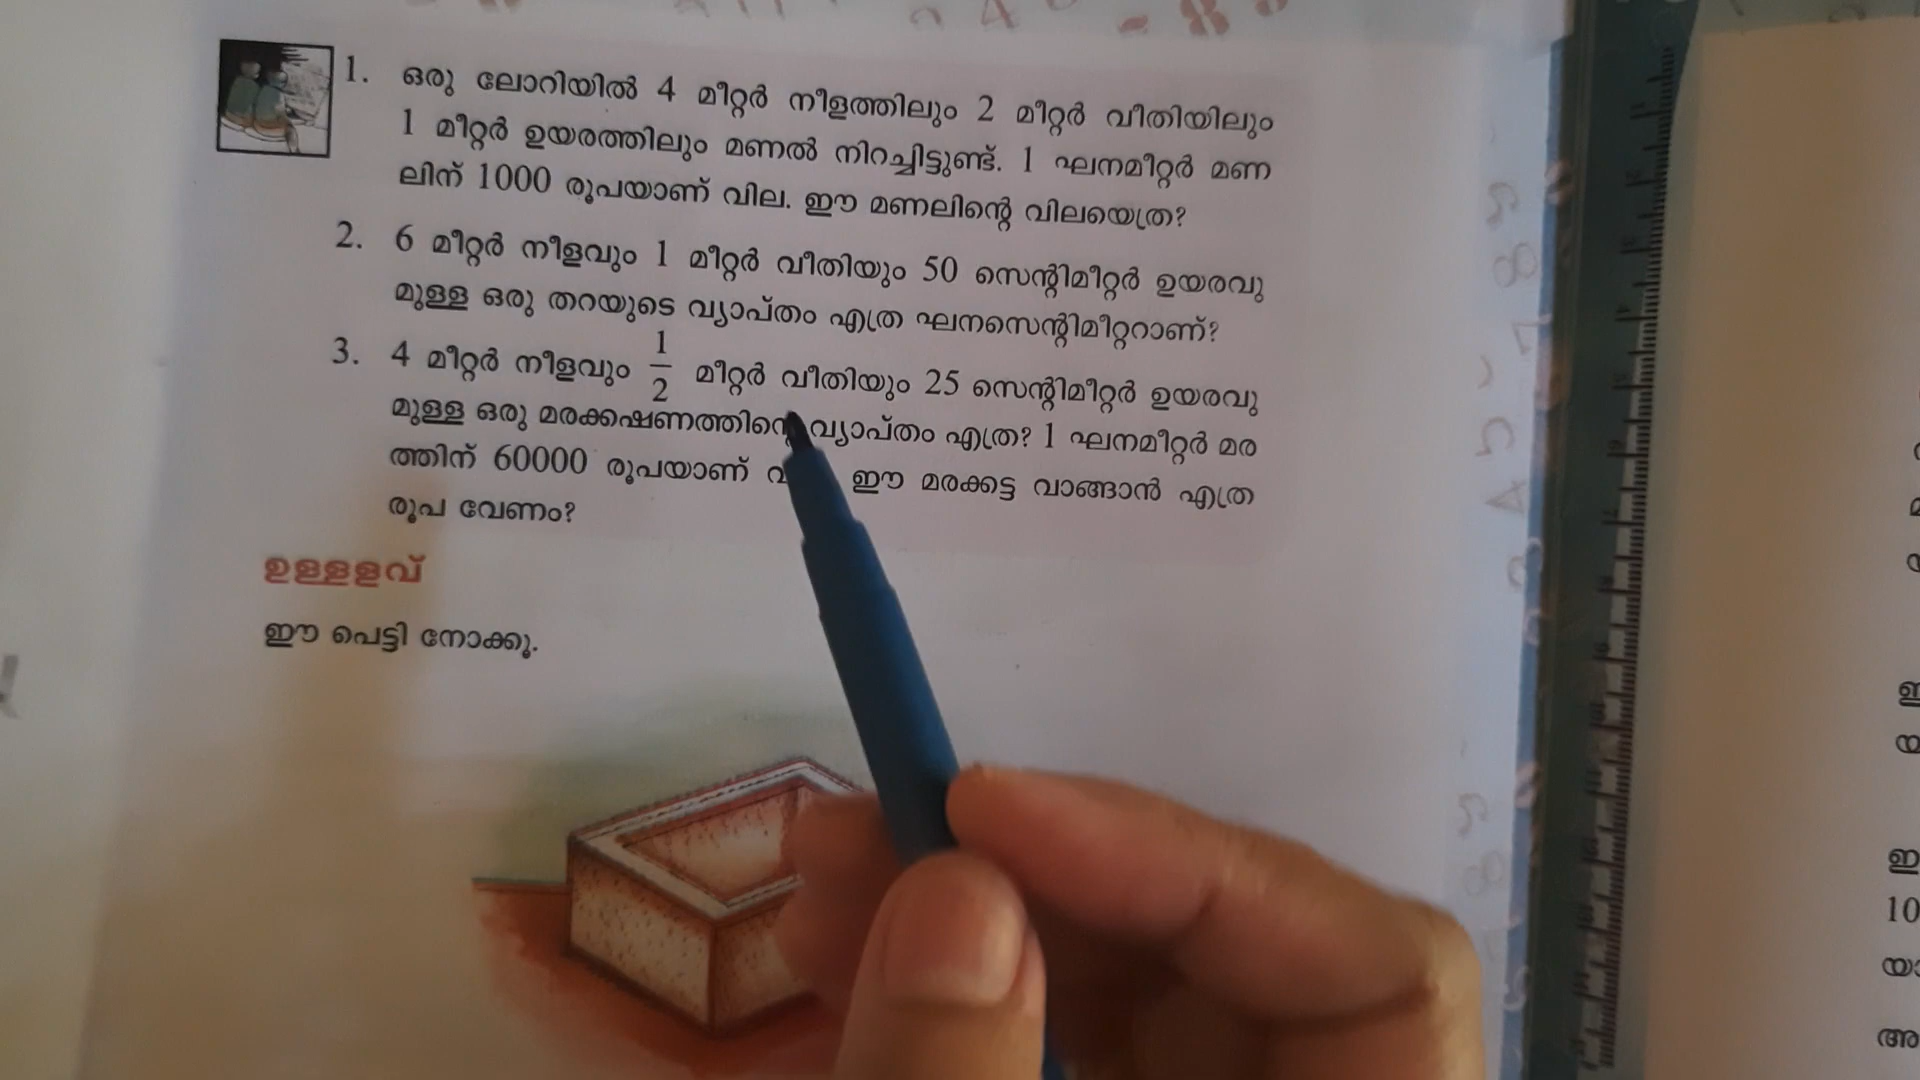 1. ഒരു ലോറിയിൽ 4 മീറ്റർ നീളത്തിലും 2 മീറ്റർ വീതിയിലും
1 മീറ്റർ ഉയരത്തിലും മണൽ നിറച്ചിട്ടുണ്ട്. 1 ഘനമീറ്റർ മണ
ലിന് 1000 രൂപയാണ് വില. ഈ മണലിന്റെ വിലയെത്ര?
2. 6 മീറ്റർ നീളവും 1 മീറ്റർ വീതിയും 50 സെന്റിമീറ്റർ ഉയരവു
മുള്ള ഒരു തറയുടെ വ്യാപ്തം എത്ര ഘനസെന്റിമീറ്ററാണ്?
3. 4 മീറ്റർ നീളവും 1/2 മീറ്റർ വീതിയും 25 സെന്റിമീറ്റർ ഉയരവു
മുള്ള ഒരു മരക്കഷണത്തിന്റെ വ്യാപ്തം എത്ര? 1 ഘനമീറ്റർ മര
ത്തിന് 60000 രൂപയാണ് ഈ മരക്കട്ട വാങ്ങാൻ എത്ര
രൂപ വേണം?
ഉള്ളളവ്
ഈ പെട്ടി നോക്കൂ.
10